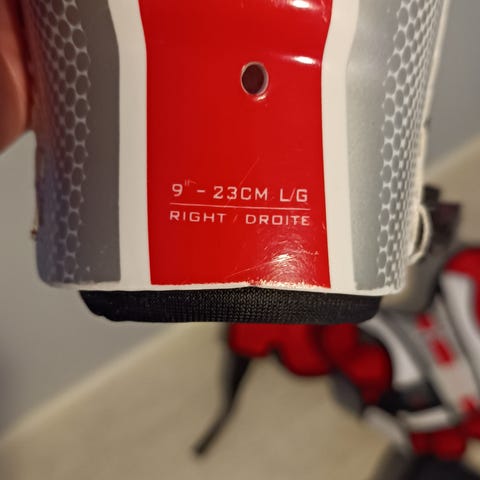 9" - 23CM L/G
RIGHT / DROITE